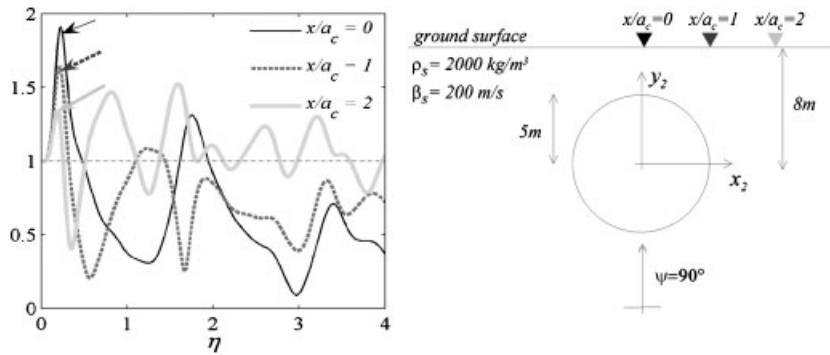 2
1.5
1
0.5
0
0 1 2 3 4
η
x/a_c = 0
x/a_c = 1
x/a_c = 2
x/a_c=0 x/a_c=1 x/a_c=2
ground surface
ρ_s = 2000 kg/m³
β_s = 200 m/s
y_2
8m
5m
x_2
ψ=90°